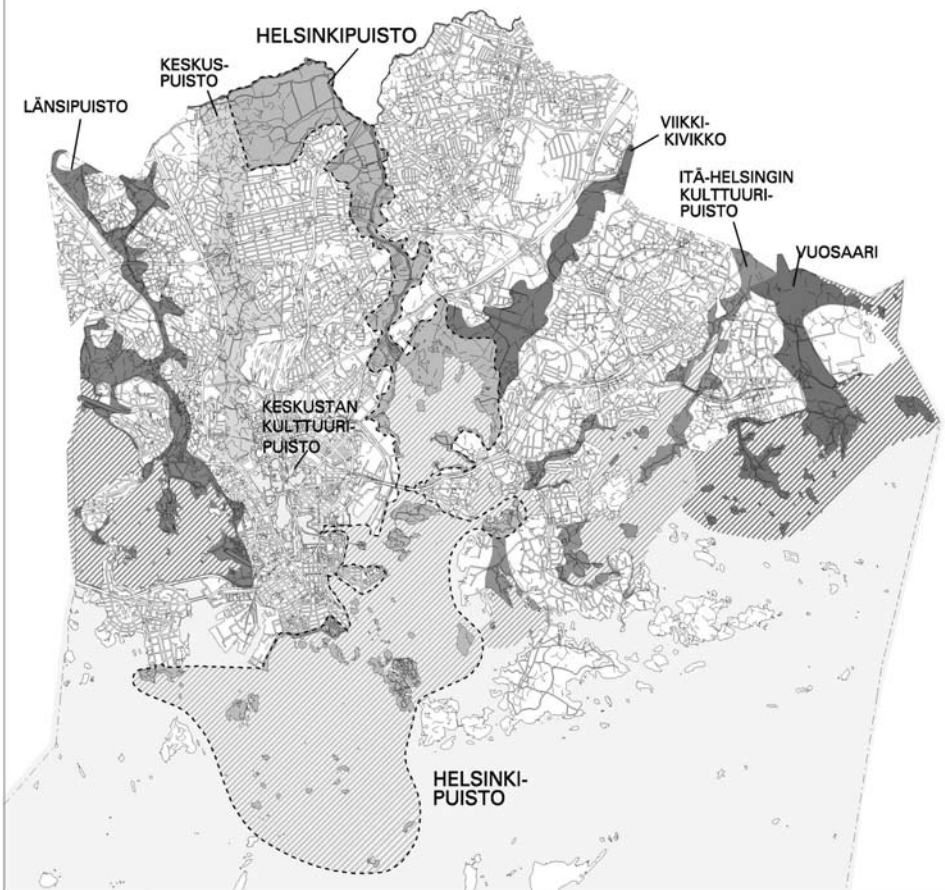 HELSINKIPUISTO
KESKUS-
PUISTO
LÄNSIPUISTO
VIIKKI-
KIVIKKO
ITÄ-HELSINGIN
KULTTUURI-
PUISTO
VUOSAARI
KESKUSTAN
KULTTUURI-
PUISTO
HELSINKI-
PUISTO